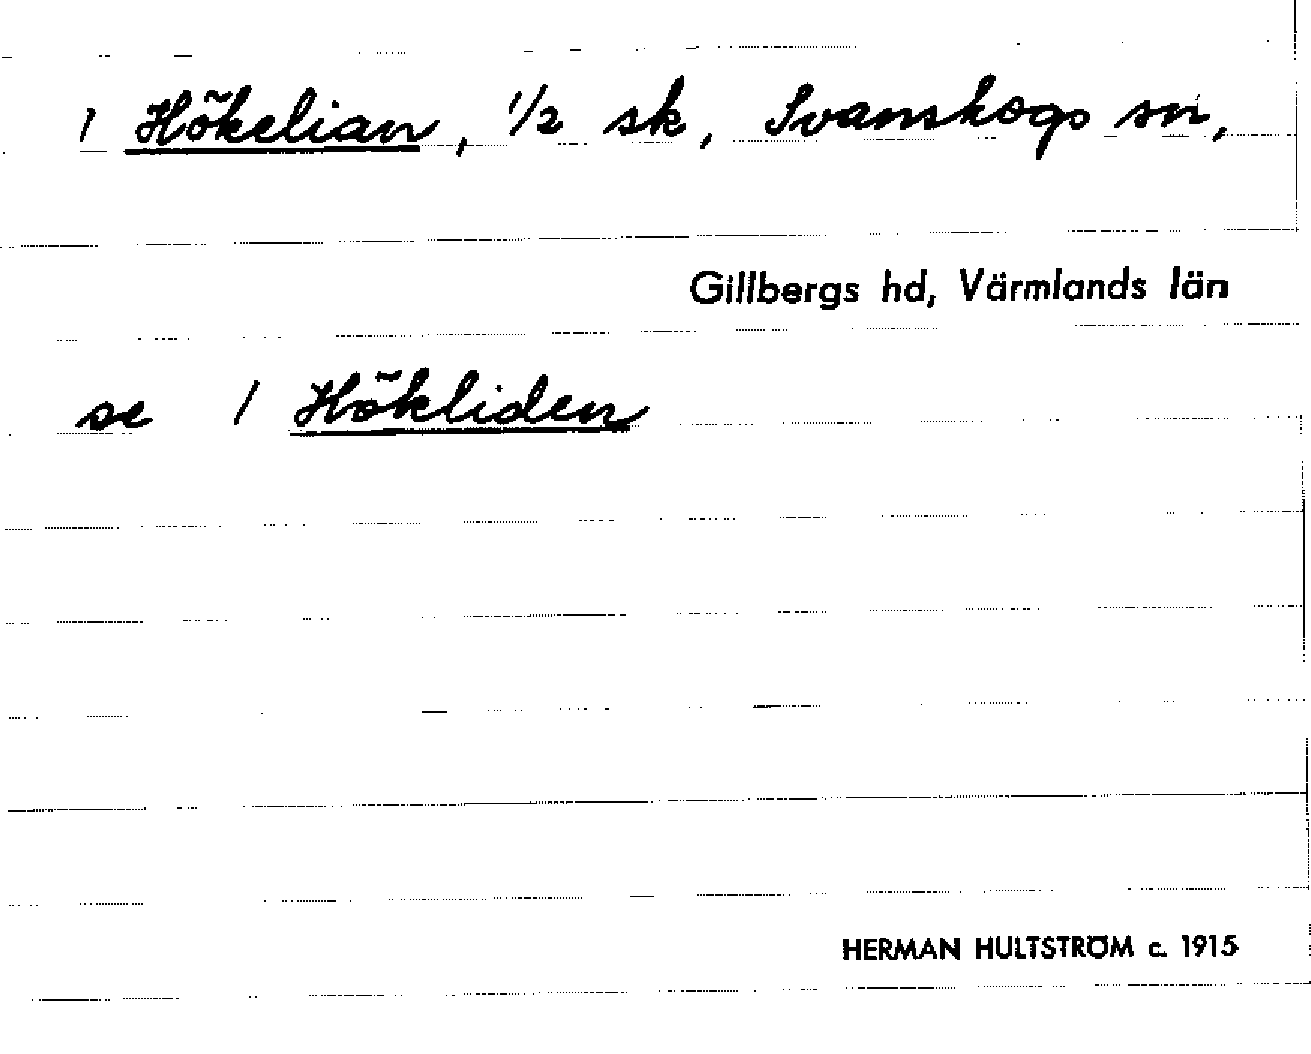 1 Hökelian, 1/2 sk, Svanskogs sn,
Gillbergs hd, Värmlands län
se 1 Hökliden
HERMAN HULTSTRÖM c. 1915